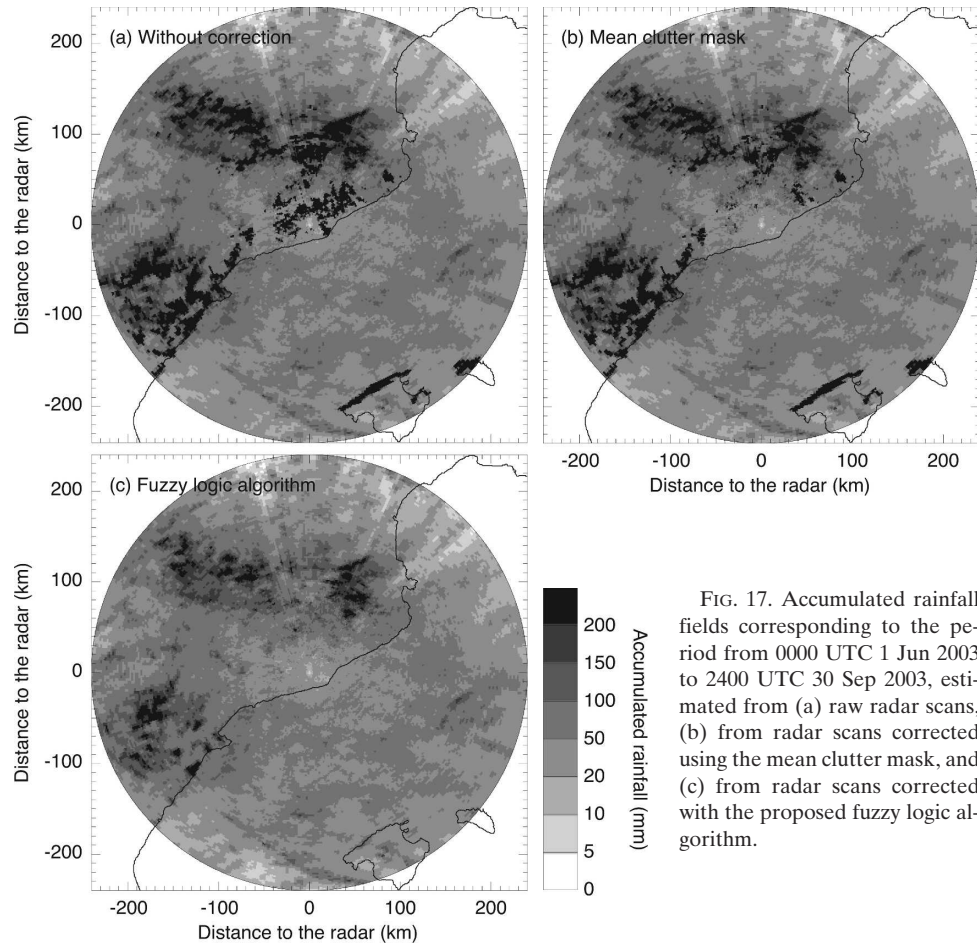 (a) Without correction
(b) Mean clutter mask
200
100
0
-100
-200
Distance to the radar (km)
-200 -100 0 100 200
Distance to the radar (km)
(c) Fuzzy logic algorithm
200
100
0
-100
-200
Distance to the radar (km)
-200 -100 0 100 200
Distance to the radar (km)
200
150
100
50
20
10
5
0
Accumulated rainfall (mm)
FIG. 17. Accumulated rainfall
fields corresponding to the pe-
riod from 0000 UTC 1 Jun 2003
to 2400 UTC 30 Sep 2003, esti-
mated from (a) raw radar scans,
(b) from radar scans corrected
using the mean clutter mask, and
(c) from radar scans corrected
with the proposed fuzzy logic al-
gorithm.